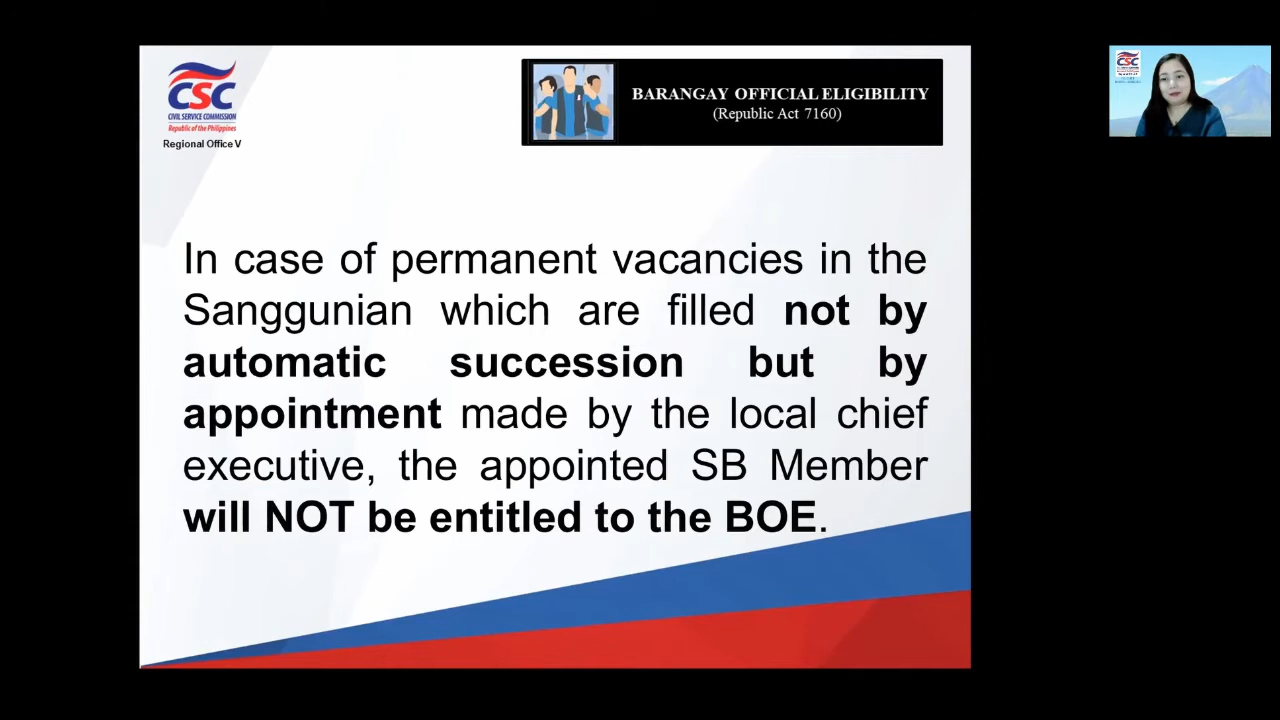 CSC
CIVIL SERVICE COMMISSION
Republic of the Philippines
Regional Office V
BARANGAY OFFICIAL ELIGIBILITY
(Republic Act 7160)
In case of permanent vacancies in the
Sanggunian which are filled not by
automatic succession but by
appointment made by the local chief
executive, the appointed SB Member
will NOT be entitled to the BOE.
CSC